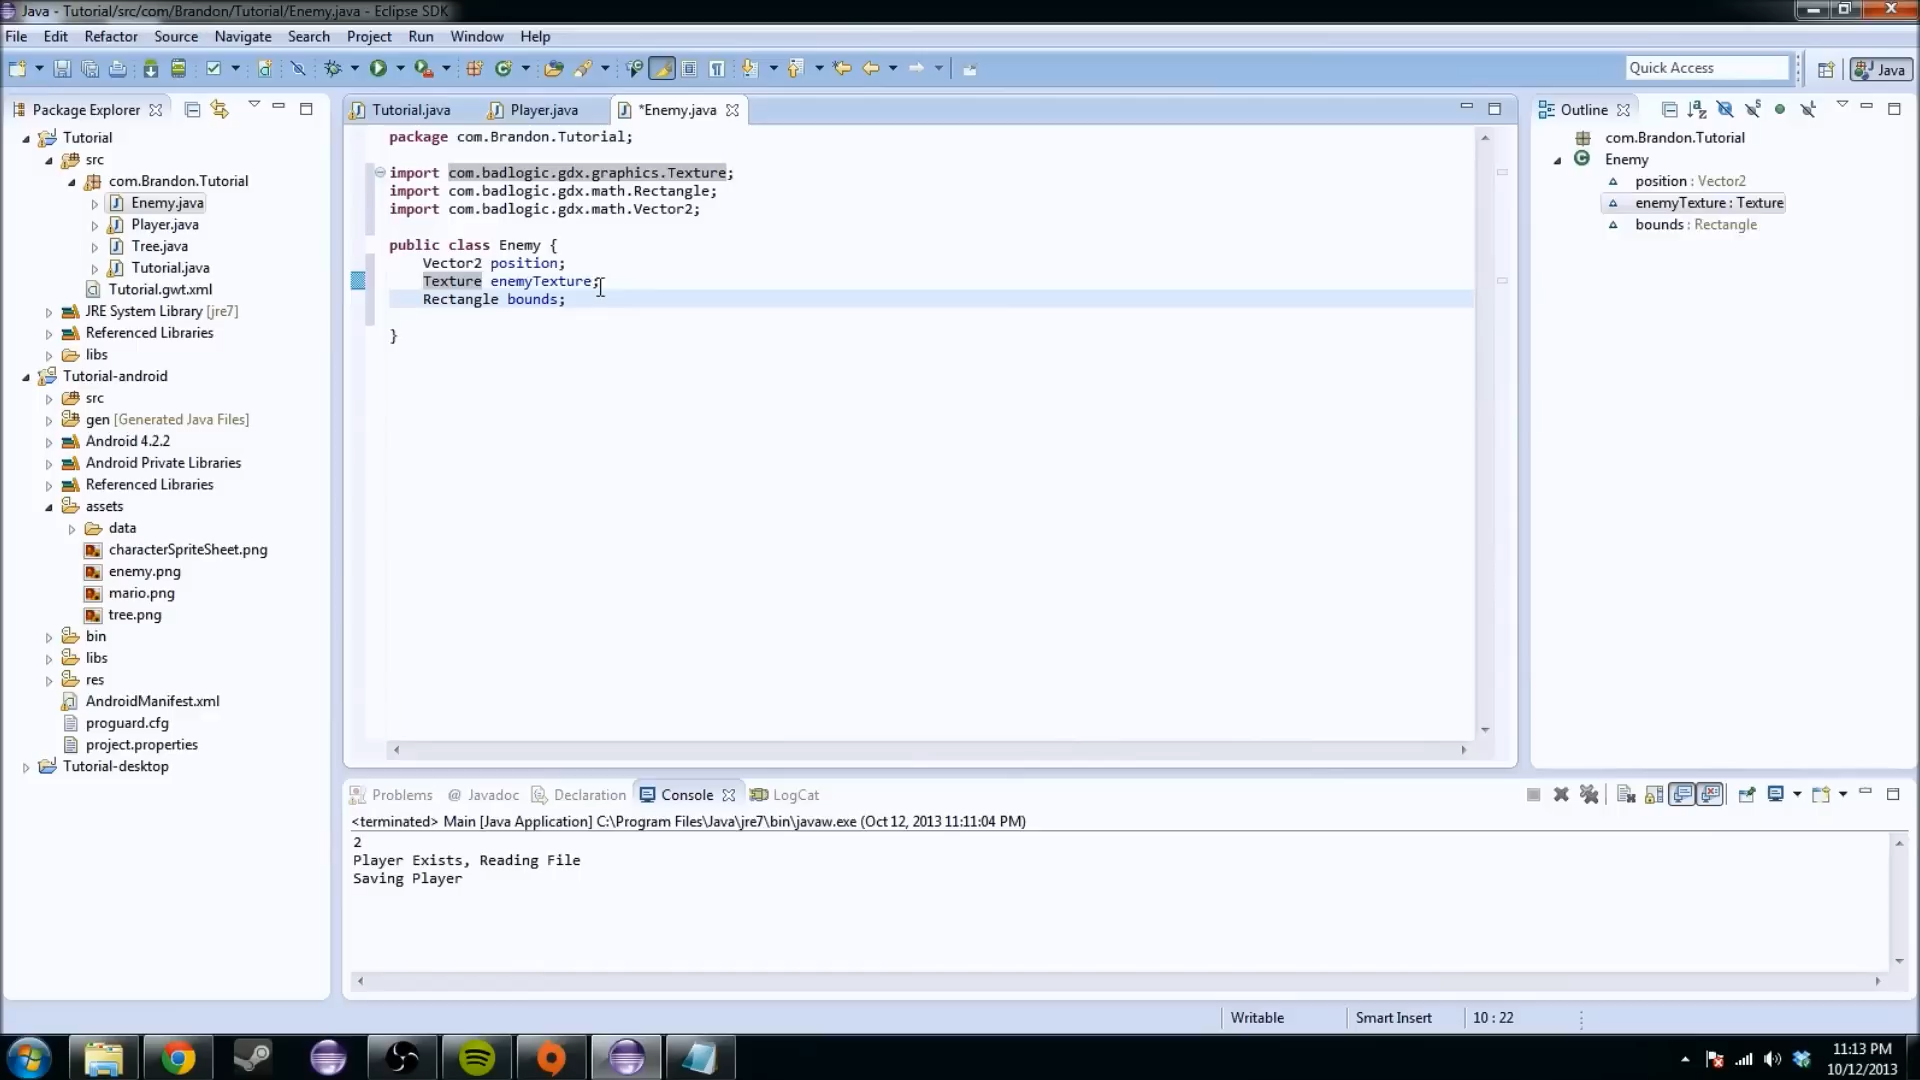 Java - Tutorial/src/com/Brandon/Tutorial/Enemy.java - Eclipse SDK
File Edit Refactor Source Navigate Search Project Run Window Help
Quick Access
Java
Package Explorer
Tutorial
src
com.Brandon.Tutorial
Enemy.java
Player.java
Tree.java
Tutorial.java
Tutorial.gwt.xml
JRE System Library [jre7]
Referenced Libraries
libs
Tutorial-android
src
gen [Generated Java Files]
Android 4.2.2
Android Private Libraries
Referenced Libraries
assets
data
characterSpriteSheet.png
enemy.png
mario.png
tree.png
bin
libs
res
AndroidManifest.xml
proguard.cfg
project.properties
Tutorial-desktop
Tutorial.java Player.java *Enemy.java
package com.Brandon.Tutorial;
import com.badlogic.gdx.graphics.Texture;
import com.badlogic.gdx.math.Rectangle;
import com.badlogic.gdx.math.Vector2;
public class Enemy {
Vector2 position;
Texture enemyTexture;
Rectangle bounds;
}
Outline
com.Brandon.Tutorial
Enemy
position : Vector2
enemyTexture : Texture
bounds : Rectangle
Problems @ Javadoc Declaration Console LogCat
<terminated> Main [Java Application] C:\Program Files\Java\jre7\bin\javaw.exe (Oct 12, 2013 11:11:04 PM)
2
Player Exists, Reading File
Saving Player
Writable Smart Insert 10 : 22
11:13 PM
10/12/2013